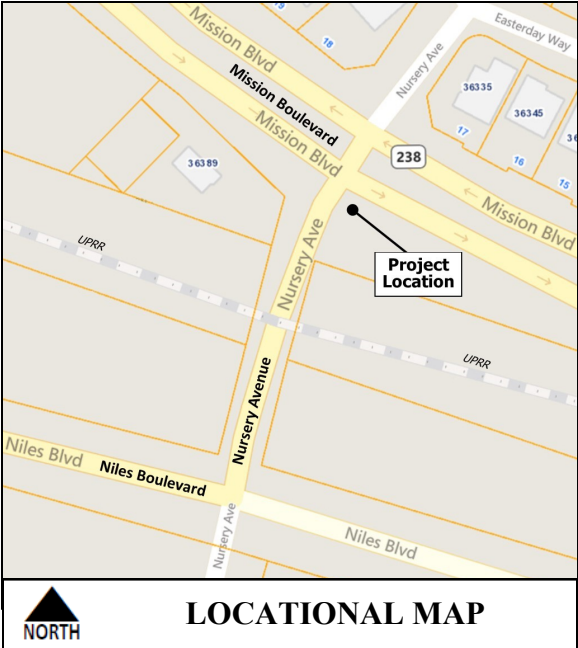 19
18
Mission Blvd
Easterday Way
Nursery Ave
Mission Boulevard
36335
36345
36
17
16
15
Mission Blvd
238
36389
Mission Blvd
Nursery Ave
Project
Location
UPRR
UPRR
Nursery Avenue
Niles Blvd
Niles Boulevard
Nursery Ave
Niles Blvd
NORTH
LOCATIONAL MAP